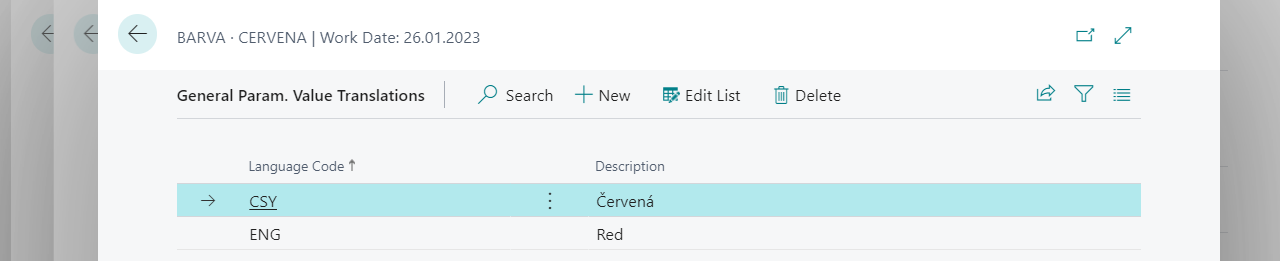 BARVA · CERVENA | Work Date: 26.01.2023
General Param. Value Translations Search New Edit List Delete
Language Code ↑ Description
CSY Červená
ENG Red